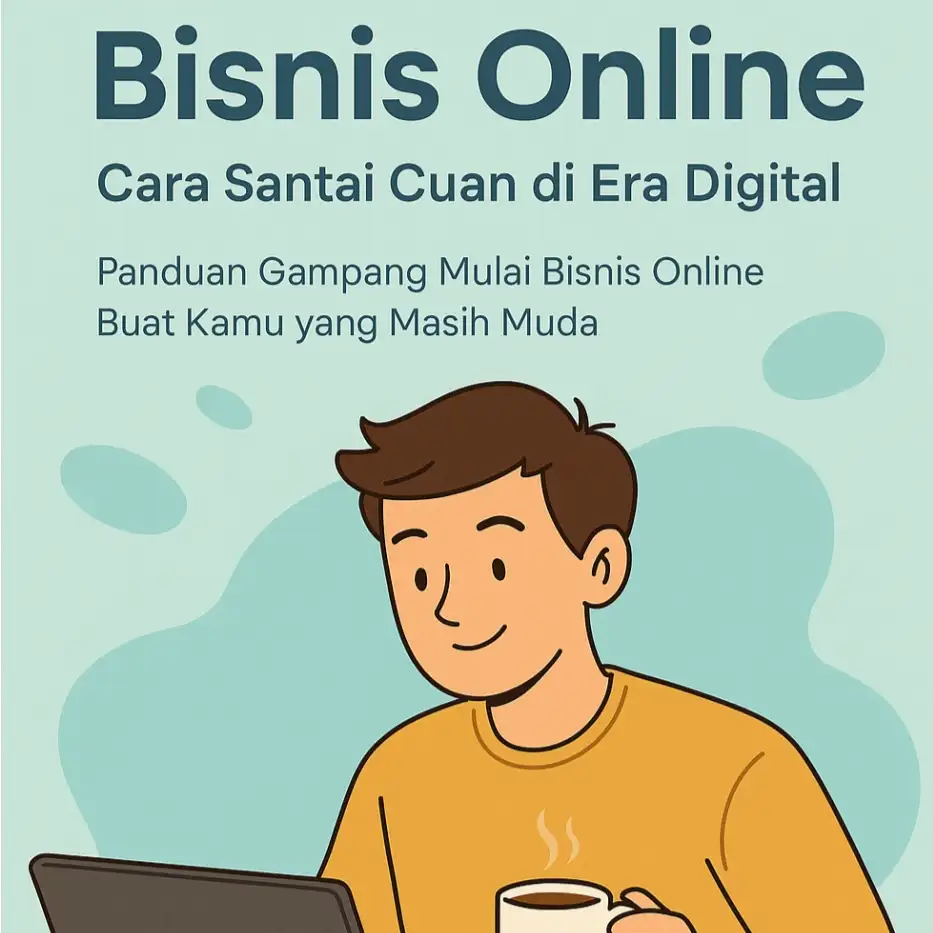 Bisnis Online
Cara Santai Cuan di Era Digital
Panduan Gampang Mulai Bisnis Online
Buat Kamu yang Masih Muda